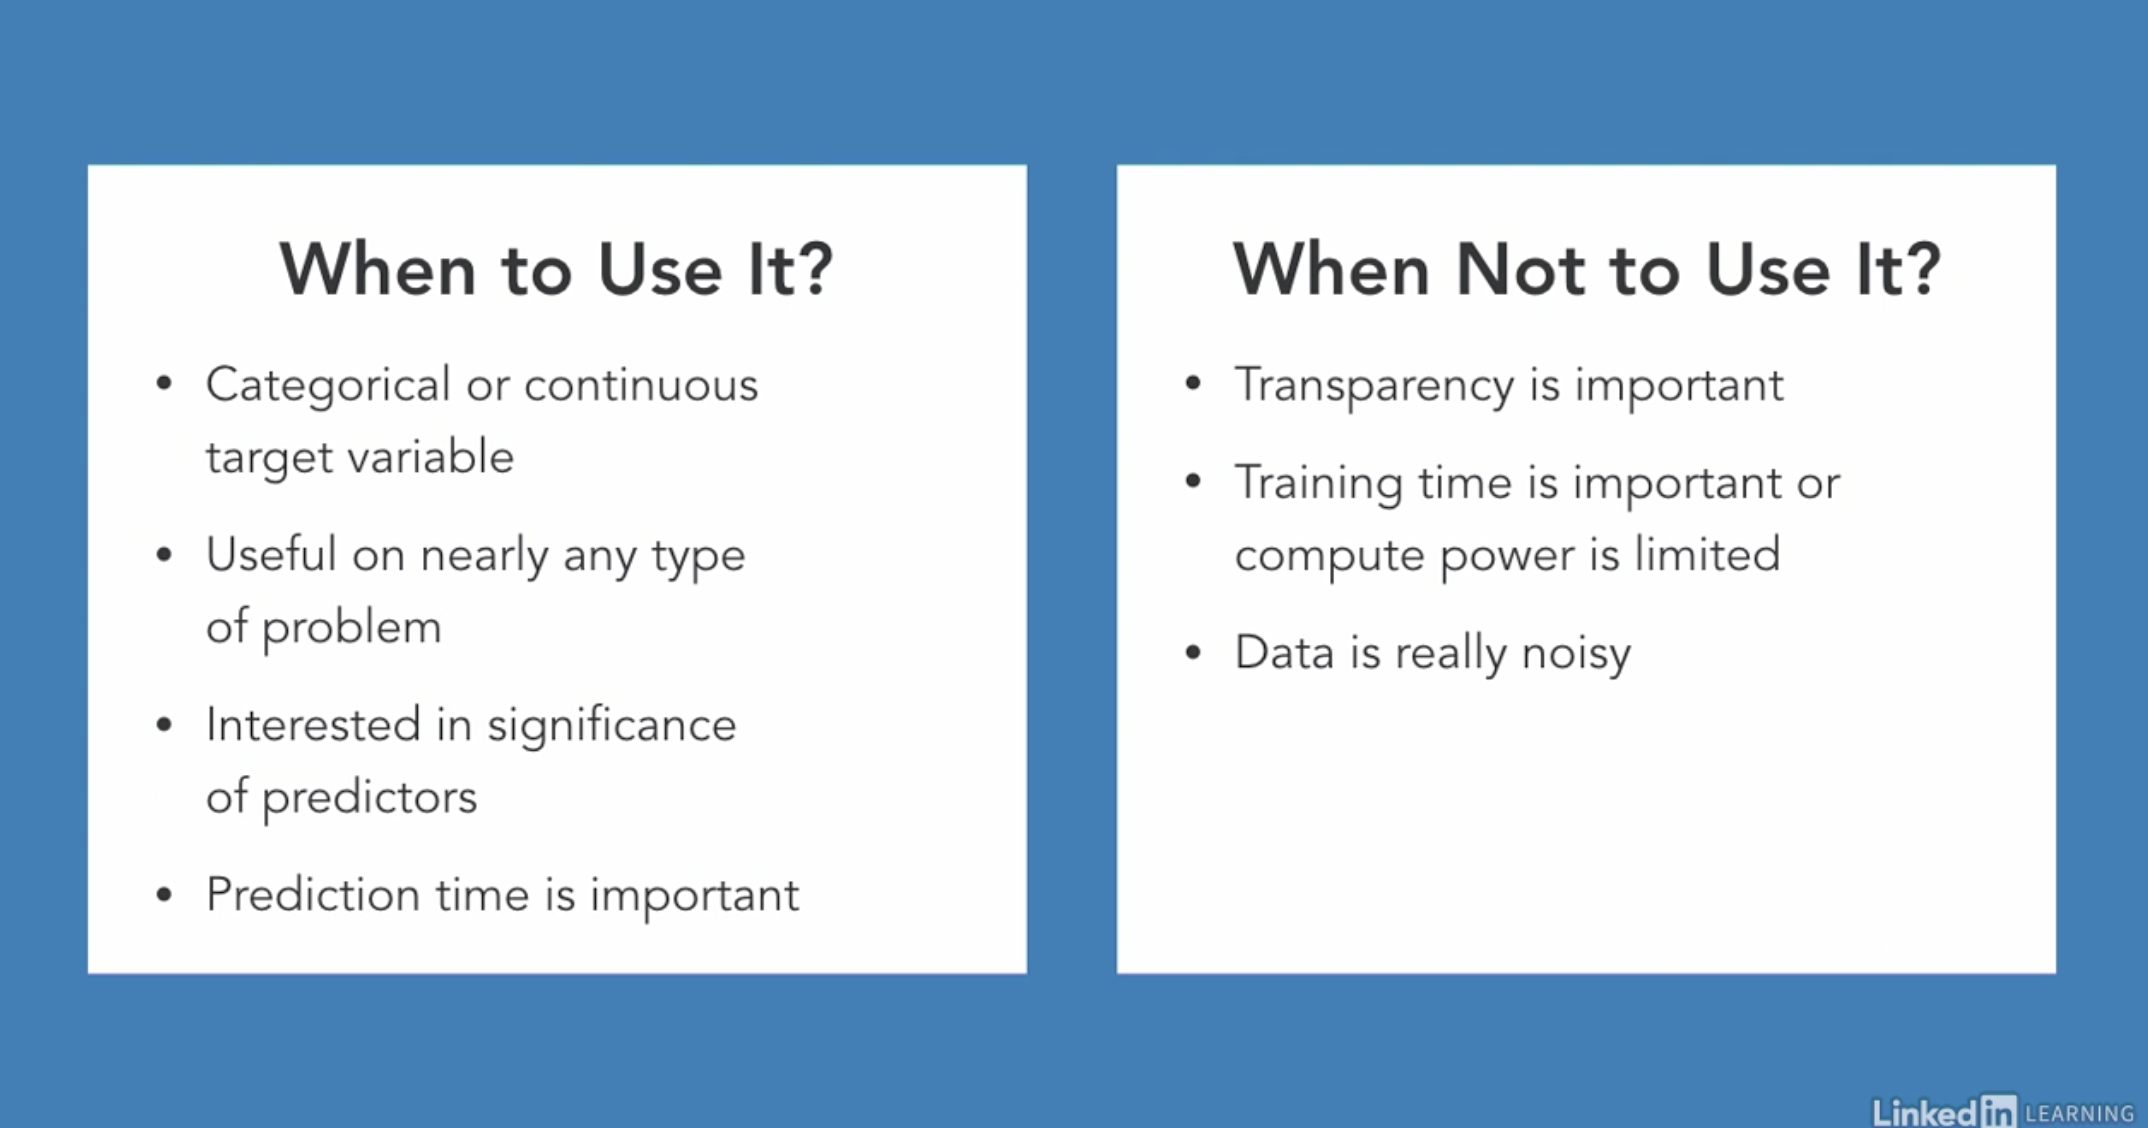 When to Use It?
• Categorical or continuous
target variable
• Useful on nearly any type
of problem
• Interested in significance
of predictors
• Prediction time is important
When Not to Use It?
• Transparency is important
• Training time is important or
compute power is limited
• Data is really noisy
Linked in LEARNING